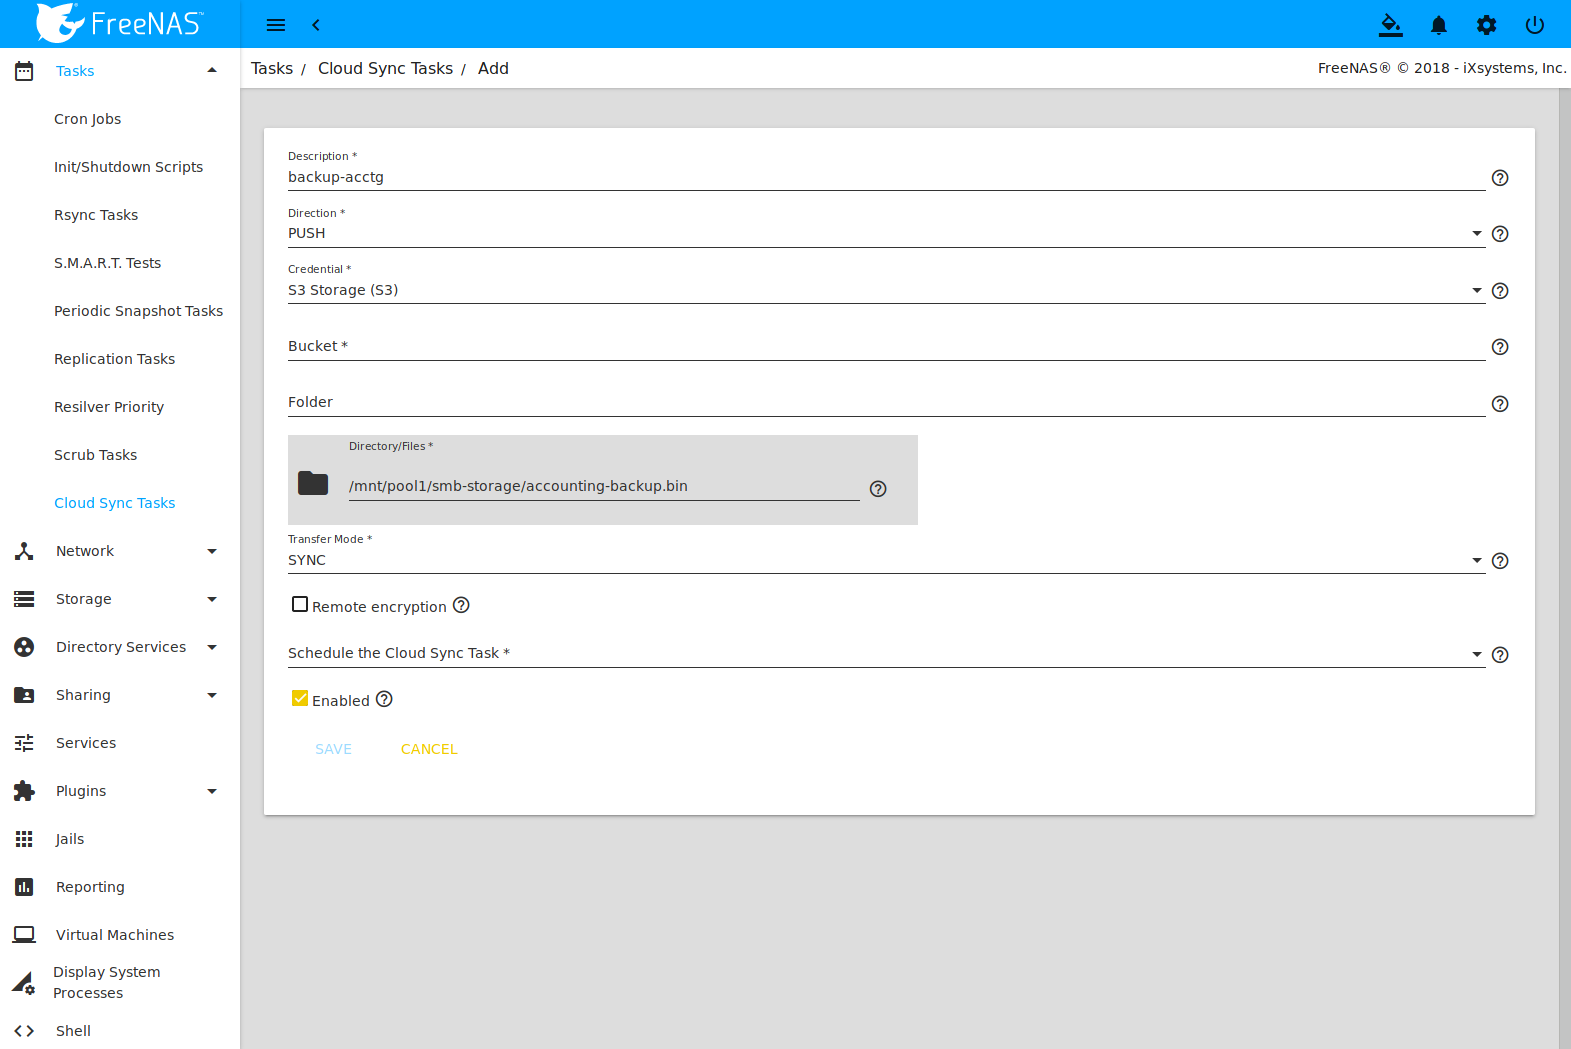 FreeNAS™
Tasks / Cloud Sync Tasks / Add
FreeNAS® © 2018 - iXsystems, Inc.
Tasks
Cron Jobs
Init/Shutdown Scripts
Rsync Tasks
S.M.A.R.T. Tests
Periodic Snapshot Tasks
Replication Tasks
Resilver Priority
Scrub Tasks
Cloud Sync Tasks
Network
Storage
Directory Services
Sharing
Services
Plugins
Jails
Reporting
Virtual Machines
Display System
Processes
Shell
Description *
backup-acctg
Direction *
PUSH
Credential *
S3 Storage (S3)
Bucket *
Folder
Directory/Files *
/mnt/pool1/smb-storage/accounting-backup.bin
Transfer Mode *
SYNC
Remote encryption
Schedule the Cloud Sync Task *
Enabled
SAVE CANCEL